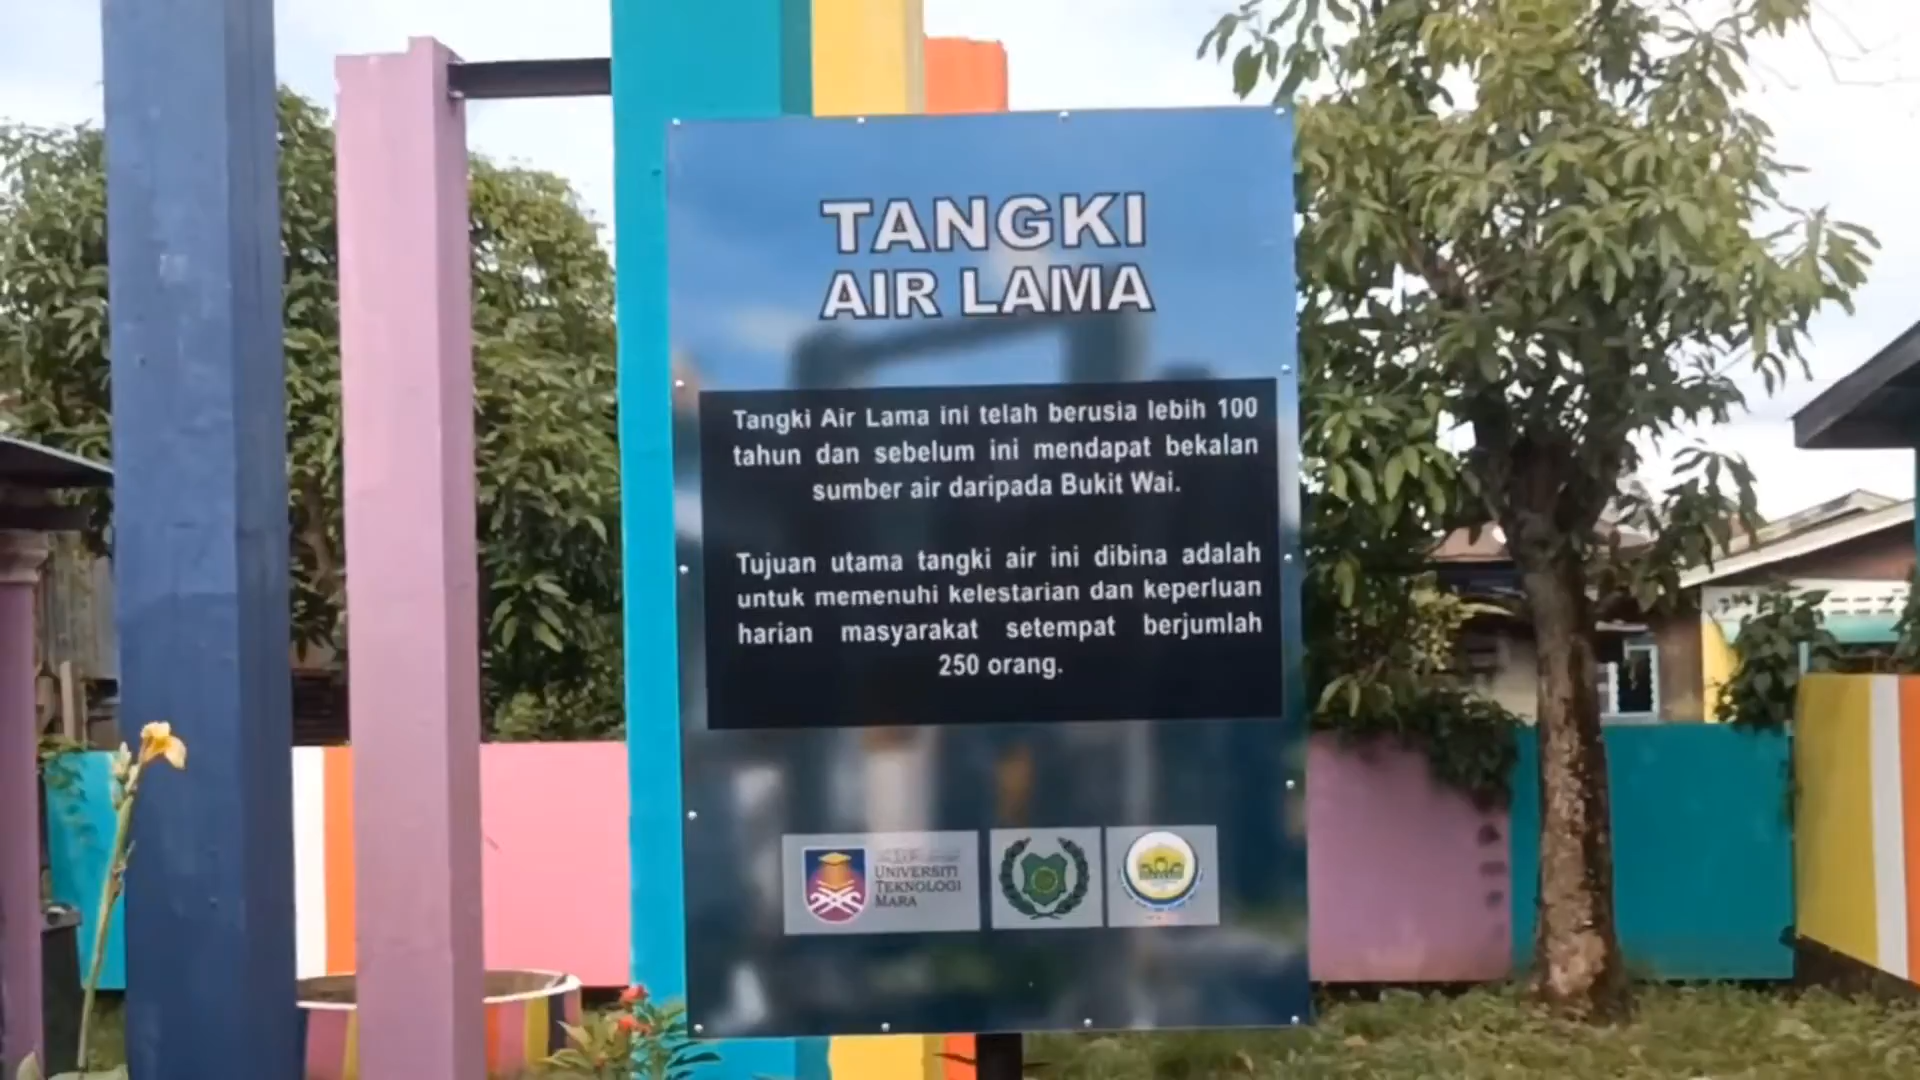 TANGKI
AIR LAMA
Tangki Air Lama ini telah berusia lebih 100
tahun dan sebelum ini mendapat bekalan
sumber air daripada Bukit Wai.
Tujuan utama tangki air ini dibina adalah
untuk memenuhi kelestarian dan keperluan
harian masyarakat setempat berjumlah
250 orang.
UNIVERSITI
TEKNOLOGI
MARA